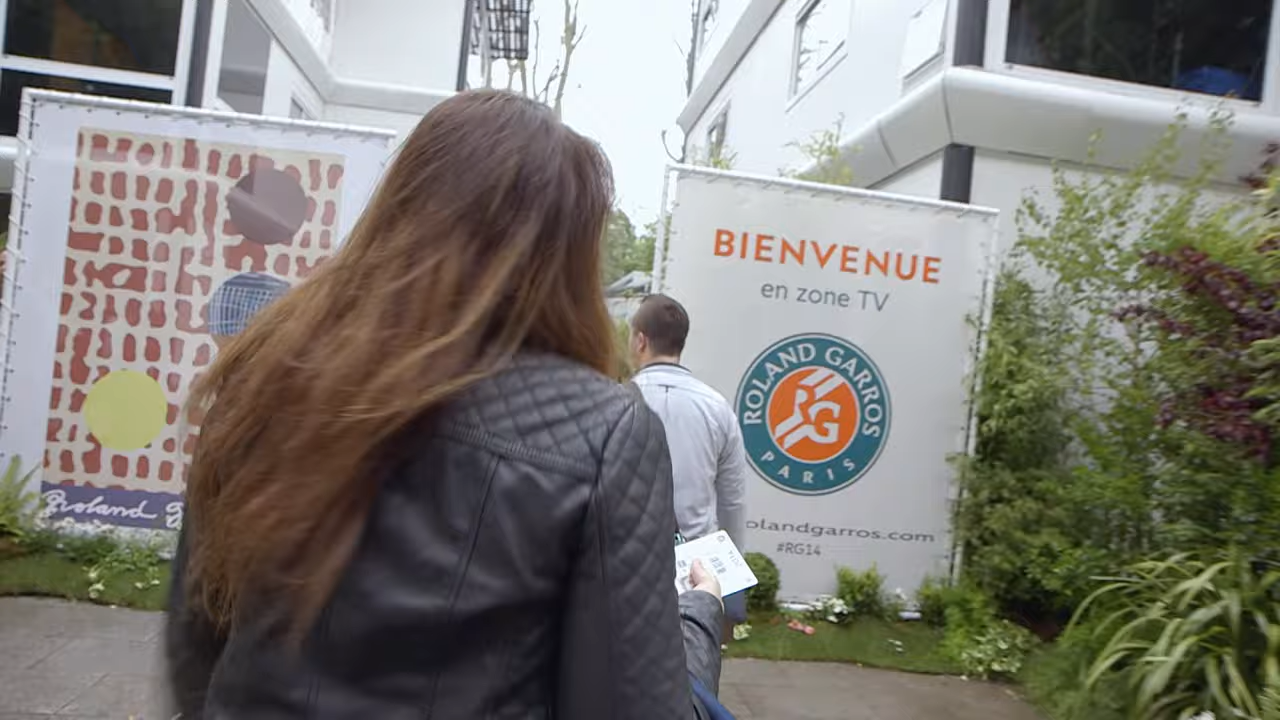 Roland G
BIENVENUE
en zone TV
ROLAND GARROS
RG
PARIS
olandgarros.com
#RG14